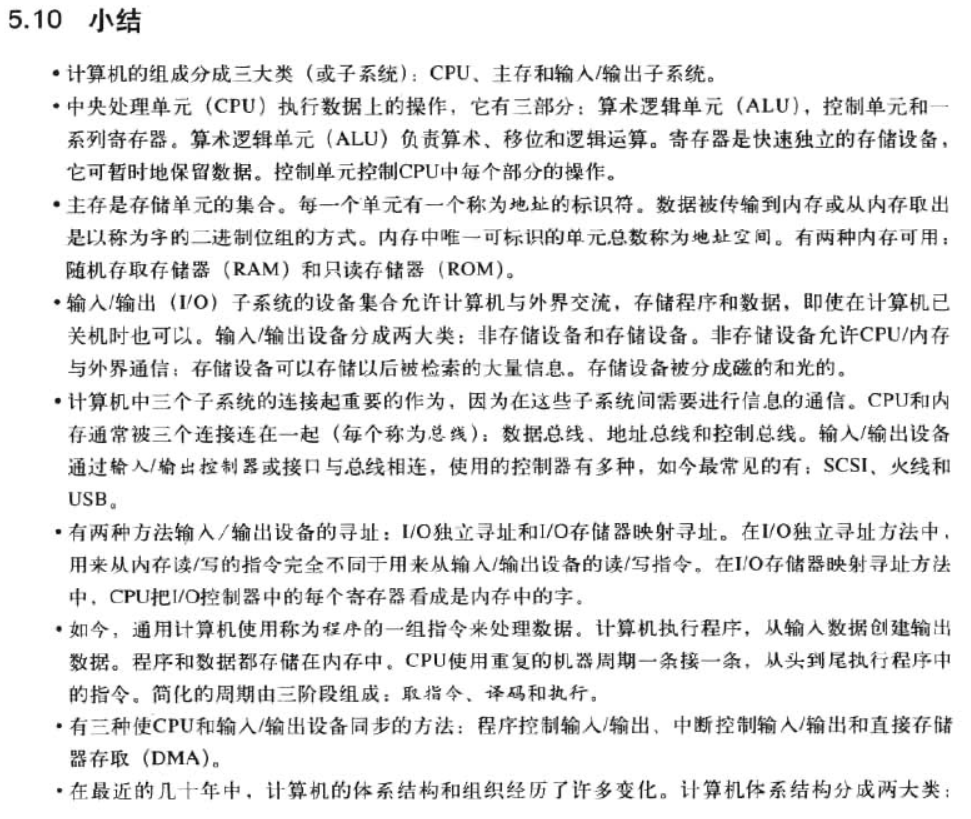 5.10 小结
•计算机的组成分成三大类（或子系统）：CPU、主存和输入/输出子系统。
•中央处理单元（CPU）执行数据上的操作，它有三部分：算术逻辑单元（ALU），控制单元和一
系列寄存器。算术逻辑单元（ALU）负责算术、移位和逻辑运算。寄存器是快速独立的存储设备，
它可暂时地保留数据。控制单元控制CPU中每个部分的操作。
•主存是存储单元的集合。每一个单元有一个称为地址的标识符。数据被传输到内存或从内存取出
是以称为字的二进制位组的方式。内存中唯一可标识的单元总数称为地址空间。有两种内存可用：
随机存取存储器（RAM）和只读存储器（ROM）。
•输入/输出（I/O）子系统的设备集合允许计算机与外界交流，存储程序和数据，即使在计算机已
关机时也可以。输入/输出设备分成两大类：非存储设备和存储设备。非存储设备允许CPU/内存
与外界通信；存储设备可以存储以后被检索的大量信息。存储设备被分成磁的和光的。
•计算机中三个子系统的连接起重要的作为，因为在这些子系统间需要进行信息的通信。CPU和内
存通常被三个连接连在一起（每个称为总线）：数据总线、地址总线和控制总线。输入/输出设备
通过输入/输出控制器或接口与总线相连，使用的控制器有多种，如今最常见的有：SCSI、火线和
USB。
•有两种方法输入/输出设备的寻址：I/O独立寻址和I/O存储器映射寻址。在I/O独立寻址方法中，
用来从内存读/写的指令完全不同于用来从输入/输出设备的读/写指令。在I/O存储器映射寻址方法
中，CPU把I/O控制器中的每个寄存器看成是内存中的字。
•如今，通用计算机使用称为程序的一组指令来处理数据。计算机执行程序，从输入数据创建输出
数据。程序和数据都存储在内存中。CPU使用重复的机器周期一条接一条，从头到尾执行程序中
的指令。简化的周期由三阶段组成：取指令、译码和执行。
•有三种使CPU和输入/输出设备同步的方法：程序控制输入/输出、中断控制输入/输出和直接存储
器存取（DMA）。
•在最近的几十年中，计算机的体系结构和组织经历了许多变化。计算机体系结构分成两大类：